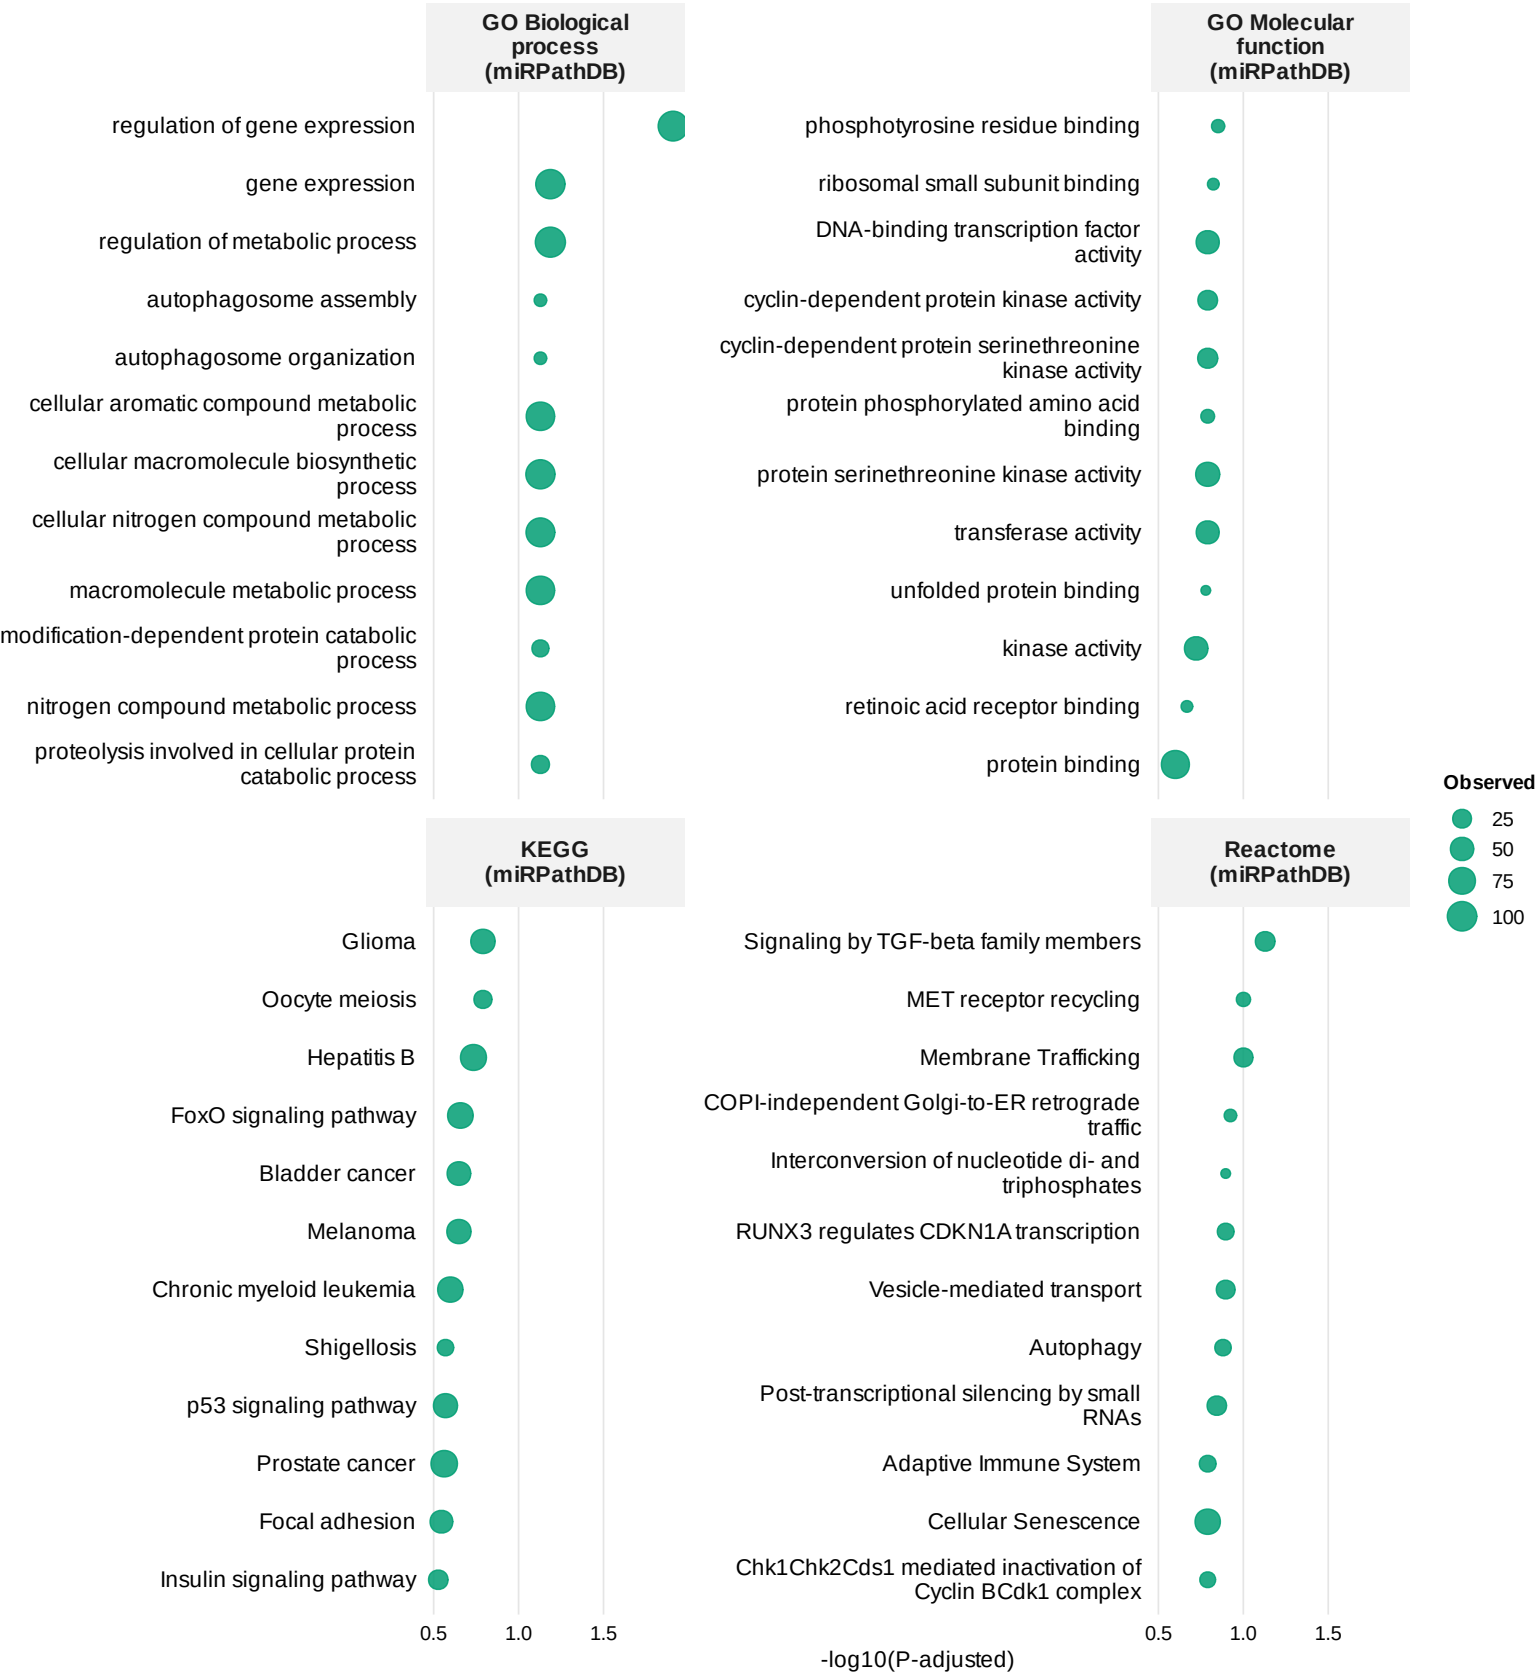 GO Biological
process
(miRPathDB)
regulation of gene expression
gene expression
regulation of metabolic process
autophagosome assembly
autophagosome organization
cellular aromatic compound metabolic
process
cellular macromolecule biosynthetic
process
cellular nitrogen compound metabolic
process
macromolecule metabolic process
modification-dependent protein catabolic
process
nitrogen compound metabolic process
proteolysis involved in cellular protein
catabolic process
GO Molecular
function
(miRPathDB)
phosphotyrosine residue binding
ribosomal small subunit binding
DNA-binding transcription factor
activity
cyclin-dependent protein kinase activity
cyclin-dependent protein serinethreonine
kinase activity
protein phosphorylated amino acid
binding
protein serinethreonine kinase activity
transferase activity
unfolded protein binding
kinase activity
retinoic acid receptor binding
protein binding
KEGG
(miRPathDB)
Glioma
Oocyte meiosis
Hepatitis B
FoxO signaling pathway
Bladder cancer
Melanoma
Chronic myeloid leukemia
Shigellosis
p53 signaling pathway
Prostate cancer
Focal adhesion
Insulin signaling pathway
0.5 1.0 1.5
Reactome
(miRPathDB)
Signaling by TGF-beta family members
MET receptor recycling
Membrane Trafficking
COPI-independent Golgi-to-ER retrograde
traffic
Interconversion of nucleotide di- and
triphosphates
RUNX3 regulates CDKN1A transcription
Vesicle-mediated transport
Autophagy
Post-transcriptional silencing by small
RNAs
Adaptive Immune System
Cellular Senescence
Chk1Chk2Cds1 mediated inactivation of
Cyclin BCdk1 complex
0.5 1.0 1.5
-log10(P-adjusted)
Observed
25
50
75
100